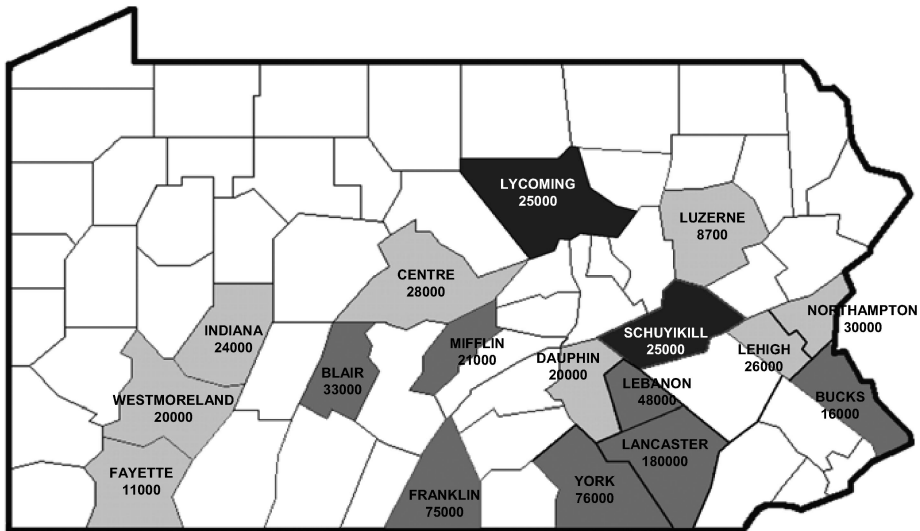 LYCOMING
25000
LUZERNE
8700
CENTRE
28000
NORTHAMPTON
30000
INDIANA
24000
SCHUYIKILL
25000
MIFFLIN
21000
LEHIGH
26000
DAUPHIN
20000
BLAIR
33000
LEBANON
48000
BUCKS
16000
WESTMORELAND
20000
LANCASTER
180000
FAYETTE
11000
YORK
76000
FRANKLIN
75000